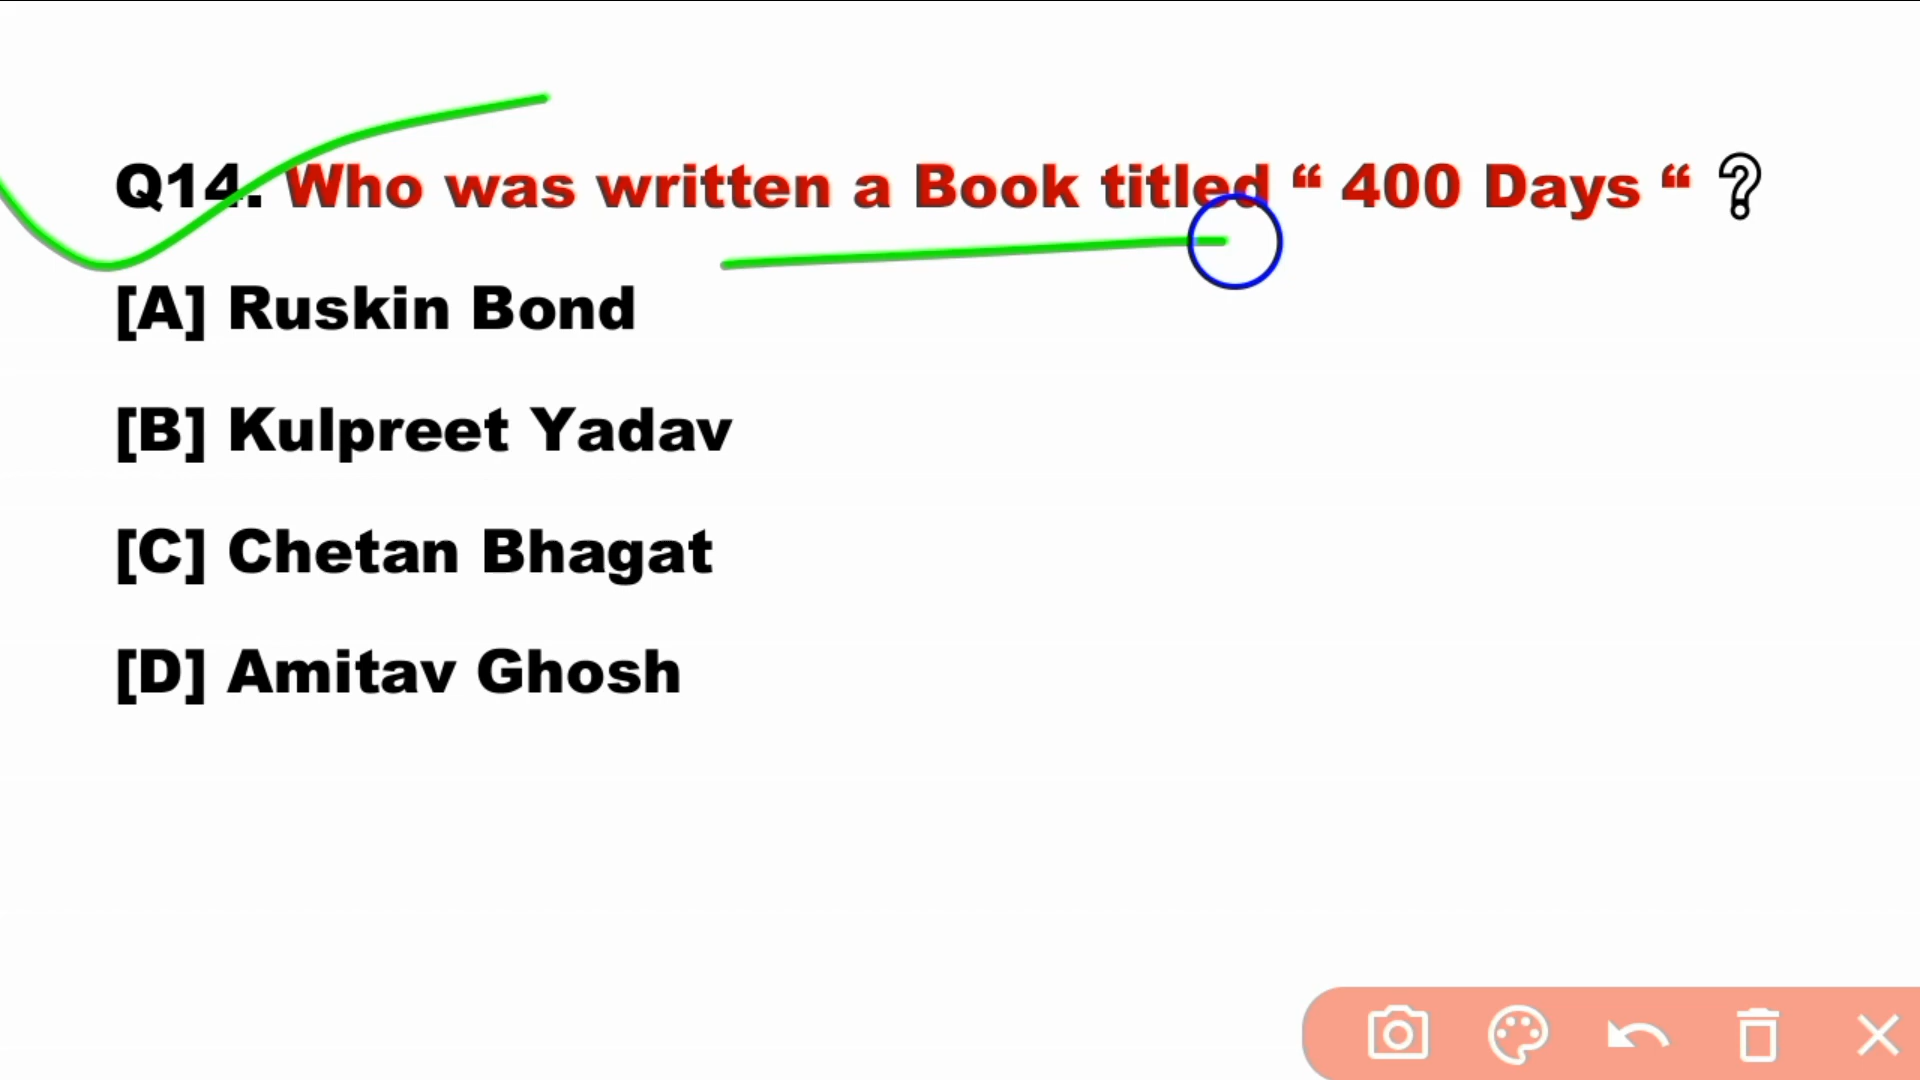 Q14. Who was written a Book titled “ 400 Days “ ?
[A] Ruskin Bond
[B] Kulpreet Yadav
[C] Chetan Bhagat
[D] Amitav Ghosh